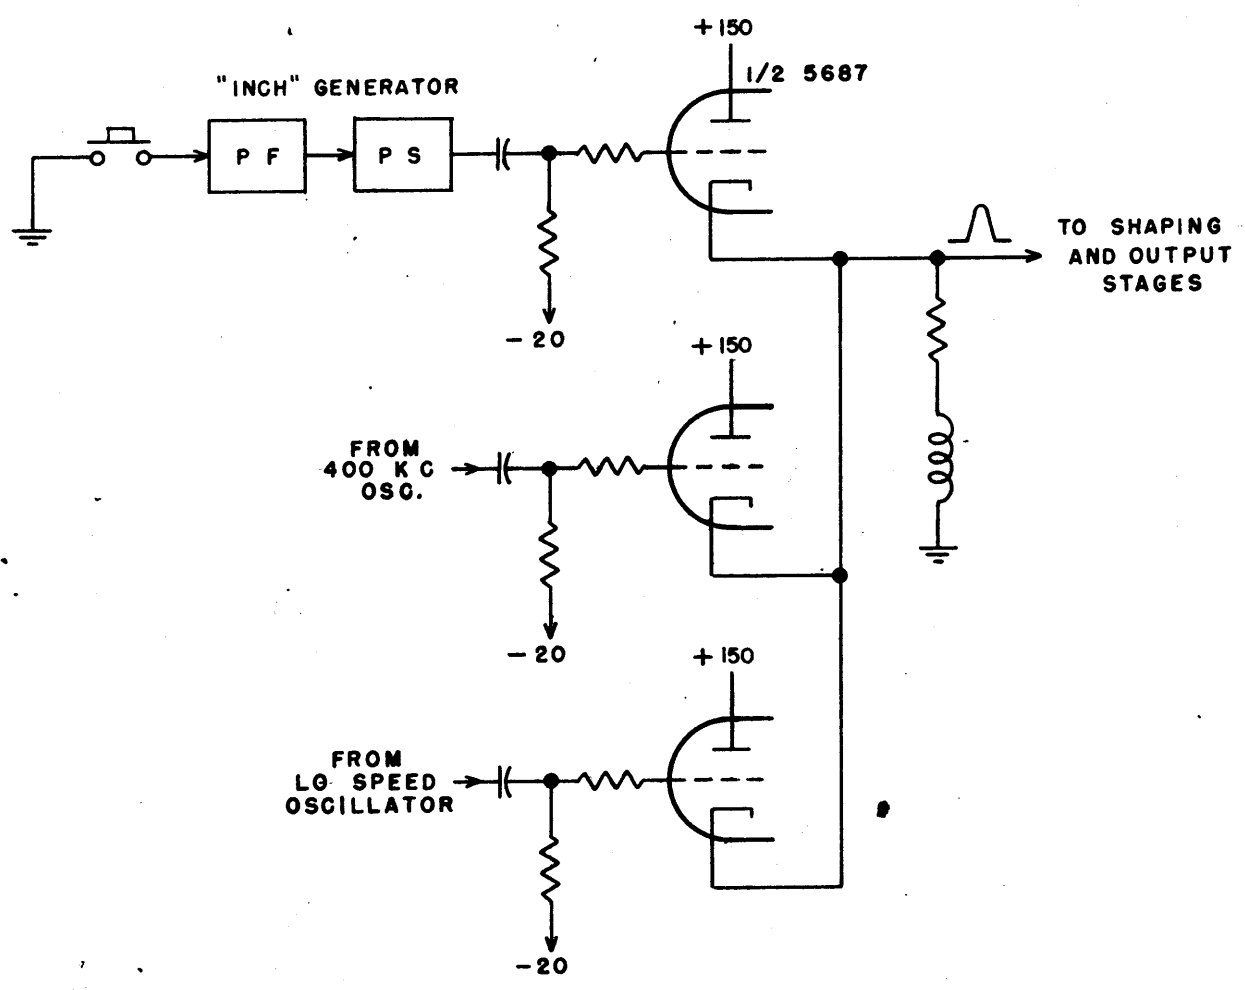 +150
1/2 5687
"INCH" GENERATOR
P F
P S
TO SHAPING
AND OUTPUT
STAGES
-20
+150
FROM
400 KC
OSC.
-20
+150
FROM
LO SPEED
OSCILLATOR
-20